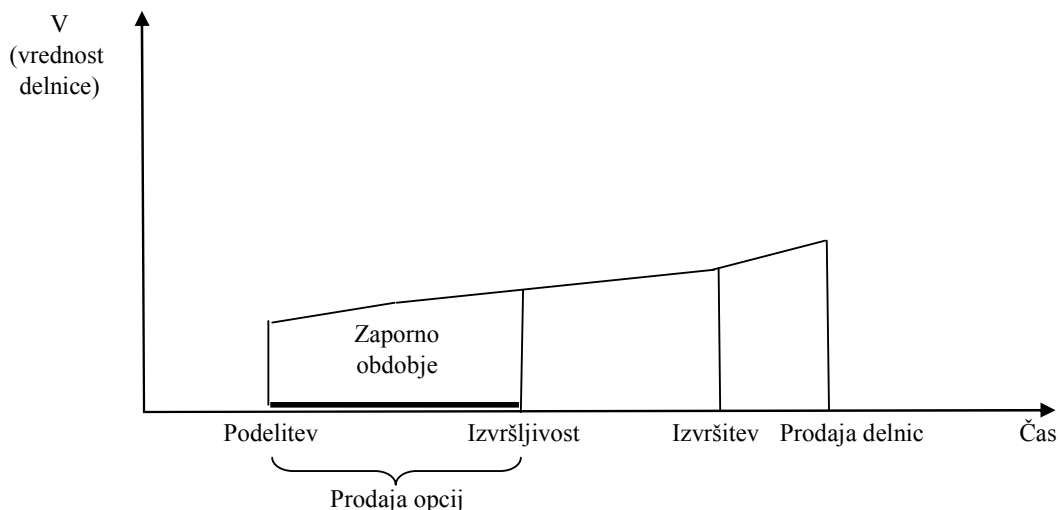 V
(vrednost
delnice)
Zaporno
obdobje
Podelitev Izvršljivost Izvršitev Prodaja delnic Čas
Prodaja opcij